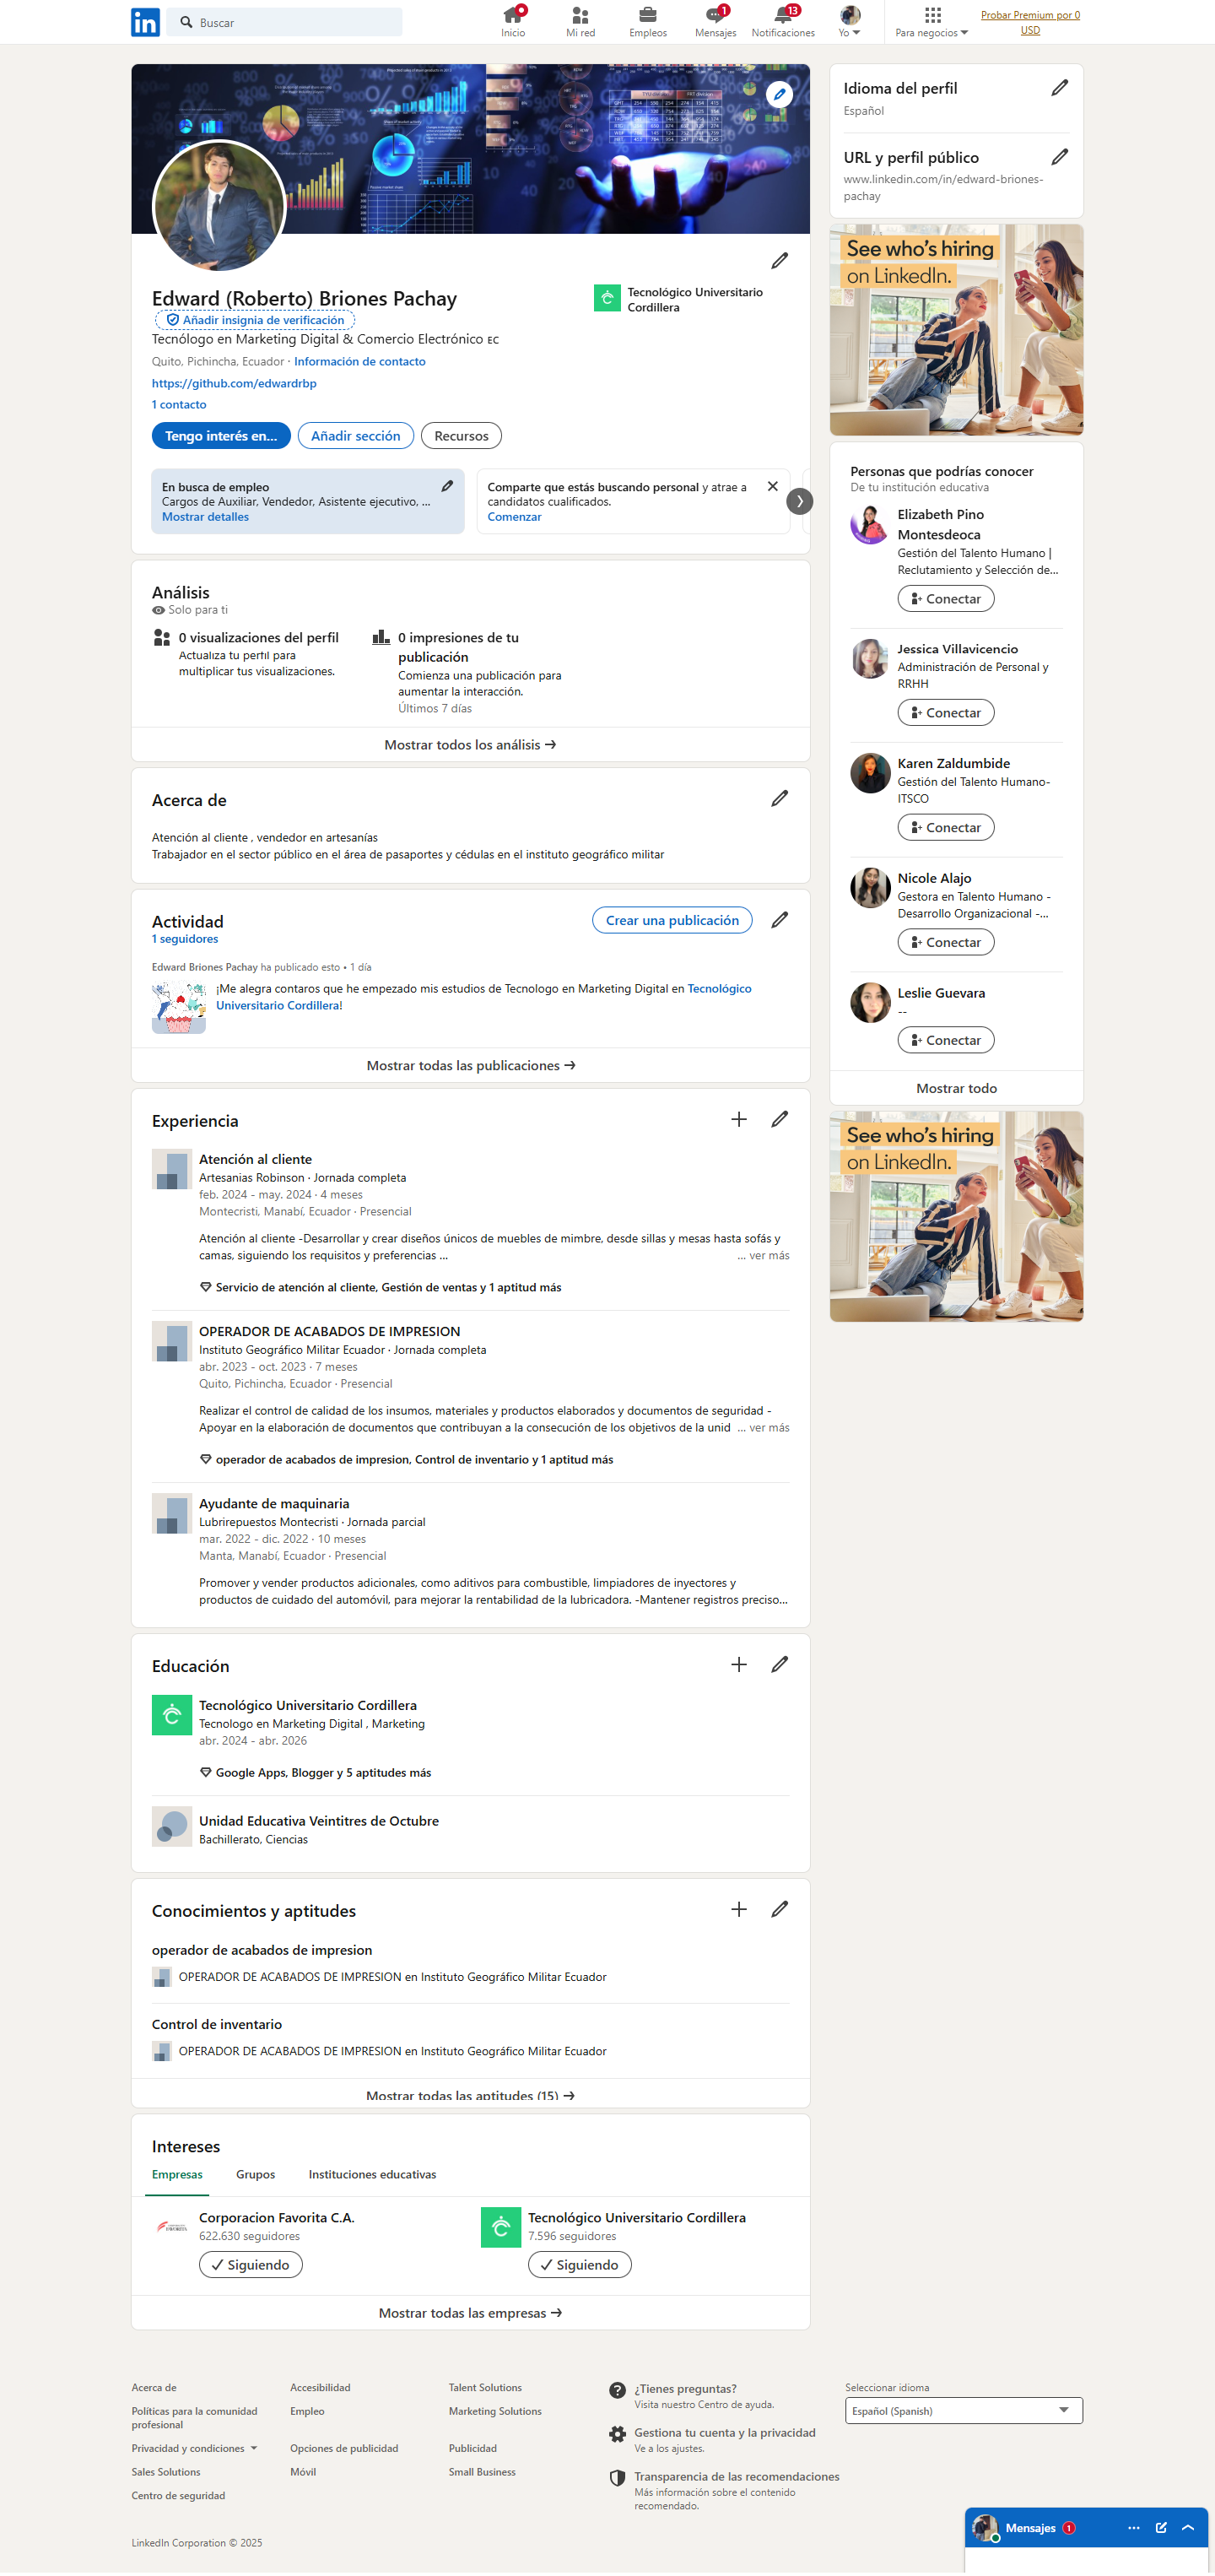 in
Buscar
Inicio
Mi red
Empleos
1
Mensajes
13
Notificaciones
Yo
Para negocios
Probar Premium por 0
USD
Edward (Roberto) Briones Pachay
Añadir insignia de verificación
Tecnólogo en Marketing Digital & Comercio Electrónico EC
Quito, Pichincha, Ecuador · Información de contacto
https://github.com/edwardrbp
1 contacto
Tecnológico Universitario
Cordillera
Tengo interés en...
Añadir sección
Recursos
En busca de empleo
Cargos de Auxiliar, Vendedor, Asistente ejecutivo, ...
Mostrar detalles
Comparte que estás buscando personal y atrae a
candidatos cualificados.
Comenzar
Análisis
Solo para ti
0 visualizaciones del perfil
Actualiza tu perfil para
multiplicar tus visualizaciones.
0 impresiones de tu
publicación
Comienza una publicación para
aumentar la interacción.
Últimos 7 días
Mostrar todos los análisis →
Acerca de
Atención al cliente , vendedor en artesanías
Trabajador en el sector público en el área de pasaportes y cédulas en el instituto geográfico militar
Actividad
1 seguidores
Crear una publicación
Edward Briones Pachay ha publicado esto • 1 día
¡Me alegra contaros que he empezado mis estudios de Tecnologo en Marketing Digital en Tecnológico
Universitario Cordillera!
Mostrar todas las publicaciones →
Experiencia
Atención al cliente
Artesanias Robinson · Jornada completa
feb. 2024 - may. 2024 · 4 meses
Montecristi, Manabí, Ecuador · Presencial
Atención al cliente -Desarrollar y crear diseños únicos de muebles de mimbre, desde sillas y mesas hasta sofás y
camas, siguiendo los requisitos y preferencias ... ... ver más
Servicio de atención al cliente, Gestión de ventas y 1 aptitud más
OPERADOR DE ACABADOS DE IMPRESION
Instituto Geográfico Militar Ecuador · Jornada completa
abr. 2023 - oct. 2023 · 7 meses
Quito, Pichincha, Ecuador · Presencial
Realizar el control de calidad de los insumos, materiales y productos elaborados y documentos de seguridad -
Apoyar en la elaboración de documentos que contribuyan a la consecución de los objetivos de la unid ... ver más
operador de acabados de impresion, Control de inventario y 1 aptitud más
Ayudante de maquinaria
Lubrirepuestos Montecristi · Jornada parcial
mar. 2022 - dic. 2022 · 10 meses
Manta, Manabí, Ecuador · Presencial
Promover y vender productos adicionales, como aditivos para combustible, limpiadores de inyectores y
productos de cuidado del automóvil, para mejorar la rentabilidad de la lubricadora. -Mantener registros preciso...
Educación
Tecnológico Universitario Cordillera
Tecnologo en Marketing Digital , Marketing
abr. 2024 - abr. 2026
Google Apps, Blogger y 5 aptitudes más
Unidad Educativa Veintitres de Octubre
Bachillerato, Ciencias
Conocimientos y aptitudes
operador de acabados de impresion
OPERADOR DE ACABADOS DE IMPRESION en Instituto Geográfico Militar Ecuador
Control de inventario
OPERADOR DE ACABADOS DE IMPRESION en Instituto Geográfico Militar Ecuador
Mostrar todas las aptitudes (15) →
Intereses
Empresas
Grupos
Instituciones educativas
Corporacion Favorita C.A.
622.630 seguidores
Siguiendo
Tecnológico Universitario Cordillera
7.596 seguidores
Siguiendo
Mostrar todas las empresas →
Idioma del perfil
Español
URL y perfil público
www.linkedin.com/in/edward-briones-
pachay
See who's hiring
on LinkedIn.
Personas que podrías conocer
De tu institución educativa
Elizabeth Pino
Montesdeoca
Gestión del Talento Humano |
Reclutamiento y Selección de...
Conectar
Jessica Villavicencio
Administración de Personal y
RRHH
Conectar
Karen Zaldumbide
Gestión del Talento Humano-
ITSCO
Conectar
Nicole Alajo
Gestora en Talento Humano -
Desarrollo Organizacional -...
Conectar
Leslie Guevara
--
Conectar
Mostrar todo
See who's hiring
on LinkedIn.
Acerca de
Accesibilidad
Talent Solutions
Políticas para la comunidad
profesional
Empleo
Marketing Solutions
Privacidad y condiciones
Opciones de publicidad
Publicidad
Sales Solutions
Móvil
Small Business
Centro de seguridad
¿Tienes preguntas?
Visita nuestro Centro de ayuda.
Gestiona tu cuenta y la privacidad
Ve a los ajustes.
Transparencia de las recomendaciones
Más información sobre el contenido
recomendado.
Seleccionar idioma
Español (Spanish)
LinkedIn Corporation © 2025
Mensajes 1